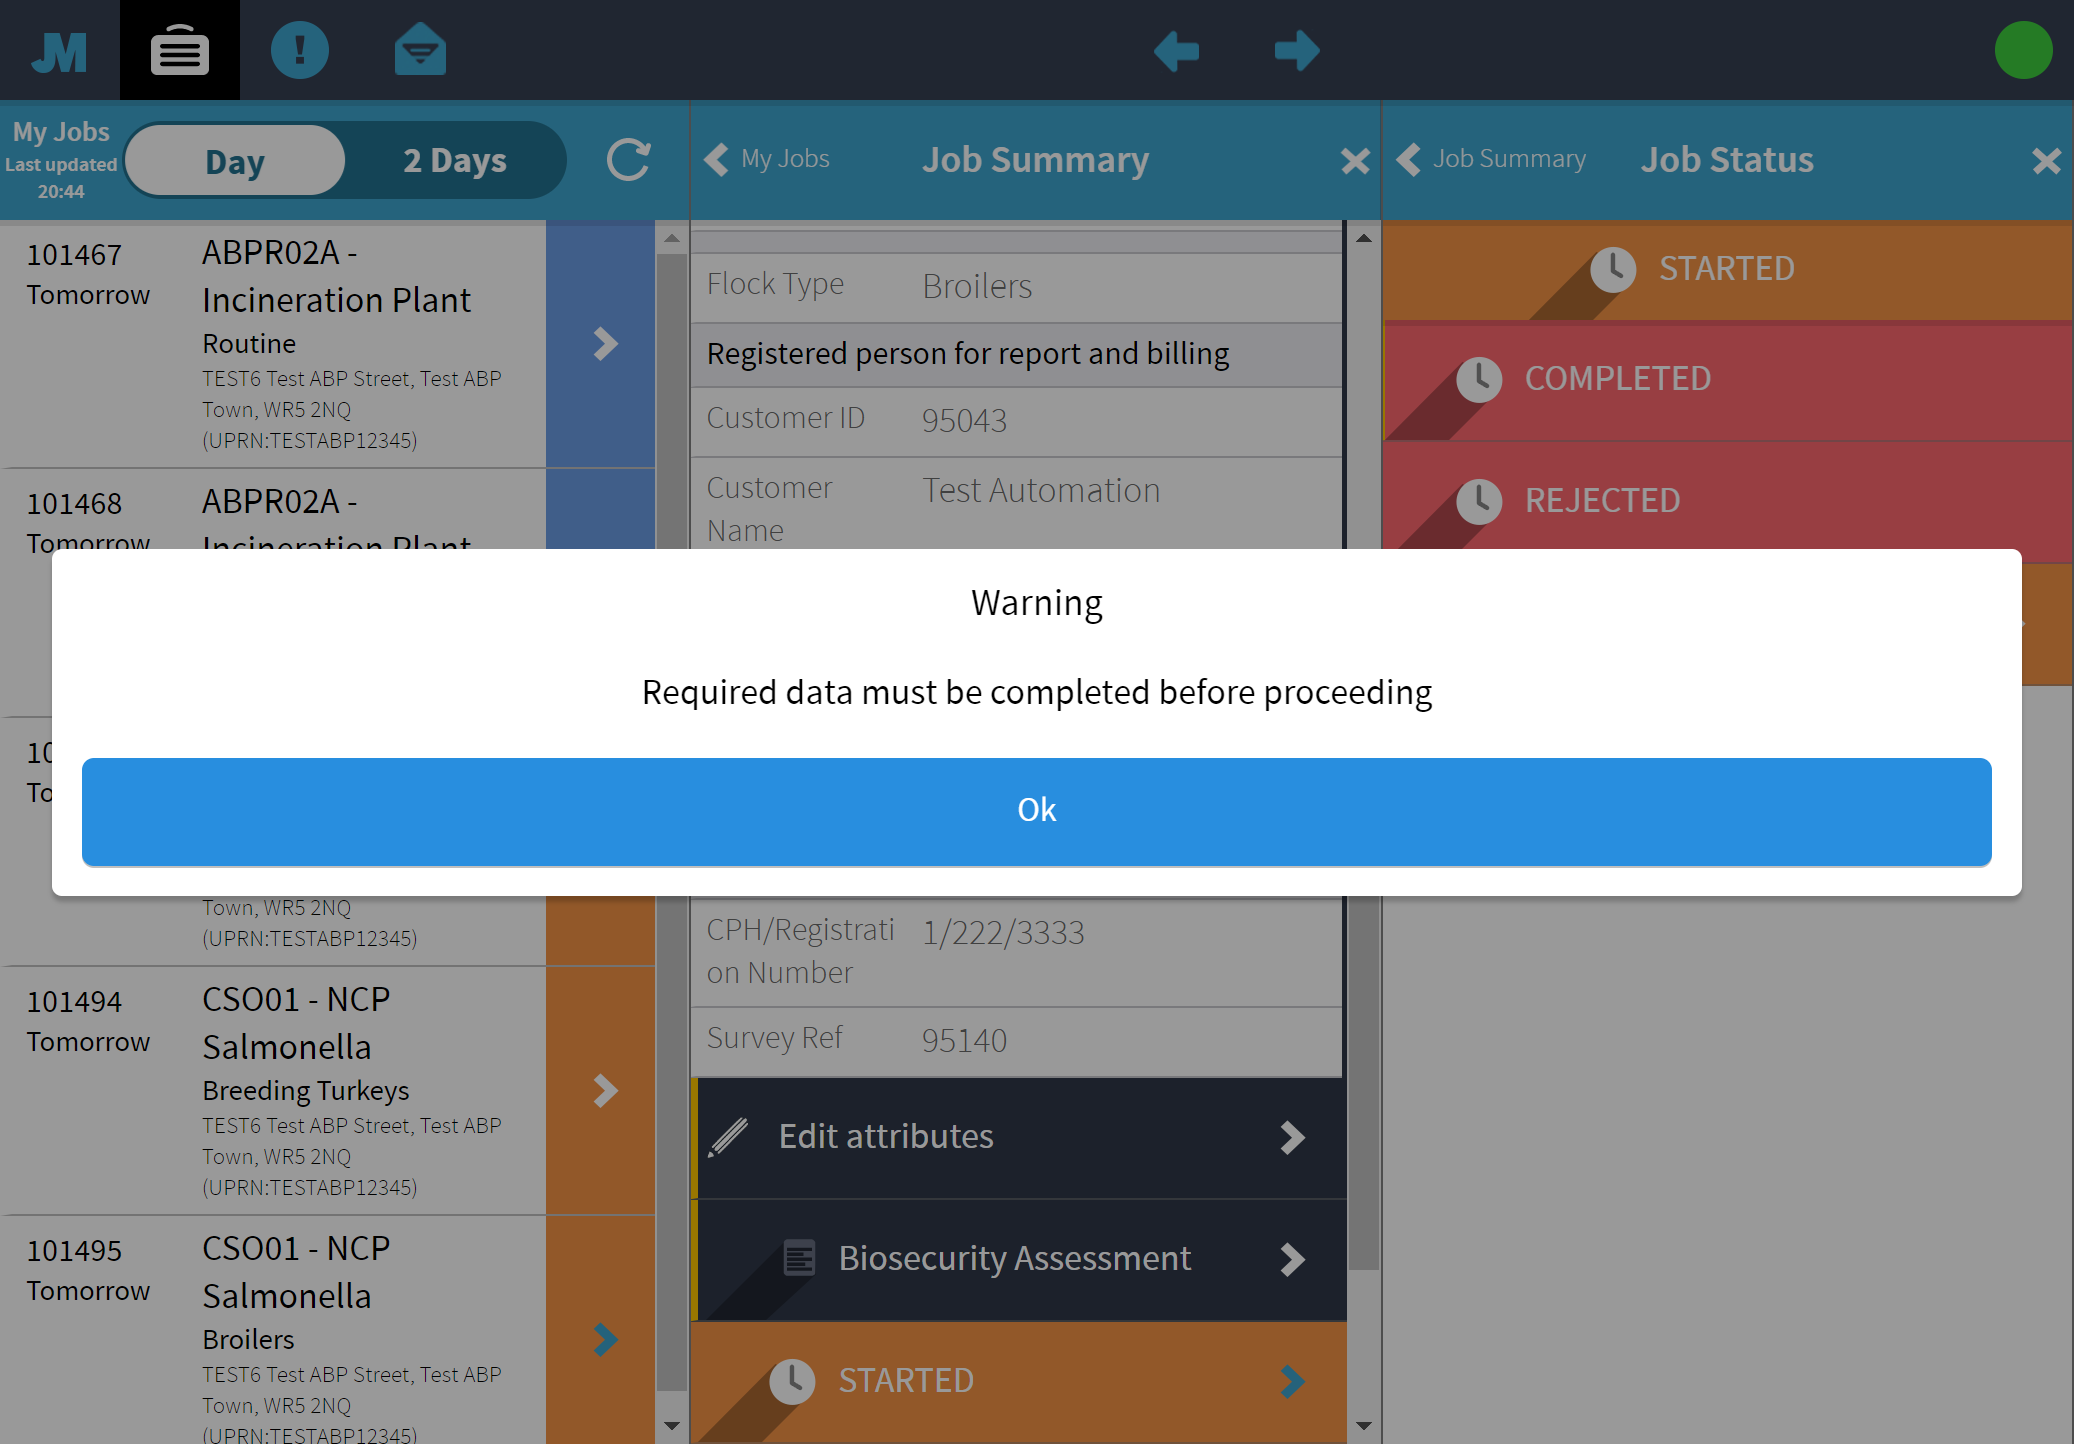 JM
My Jobs
Last updated
20:44
Day
2 Days
My Jobs
Job Summary
Job Summary
Job Status
101467
Tomorrow
ABPR02A -
Incineration Plant
Routine
TEST6 Test ABP Street, Test ABP
Town, WR5 2NQ
(UPRN:TESTABP12345)
101468
Tomorrow
ABPR02A -
Incineration Plant
Town, WR5 2NQ
(UPRN:TESTABP12345)
101494
Tomorrow
CSO01 - NCP
Salmonella
Breeding Turkeys
TEST6 Test ABP Street, Test ABP
Town, WR5 2NQ
(UPRN:TESTABP12345)
101495
Tomorrow
CSO01 - NCP
Salmonella
Broilers
TEST6 Test ABP Street, Test ABP
Town, WR5 2NQ
(UPRN:TESTABP12345)
Flock Type
Broilers
Registered person for report and billing
Customer ID
95043
Customer
Name
Test Automation
CPH/Registrati
on Number
1/222/3333
Survey Ref
95140
Edit attributes
Biosecurity Assessment
STARTED
STARTED
COMPLETED
REJECTED
Warning
Required data must be completed before proceeding
Ok